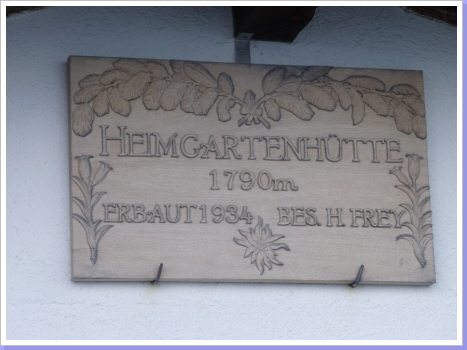 HEIMGARTENHÜTTE
1790m
ERBAUT 1934 BES. H. FREY